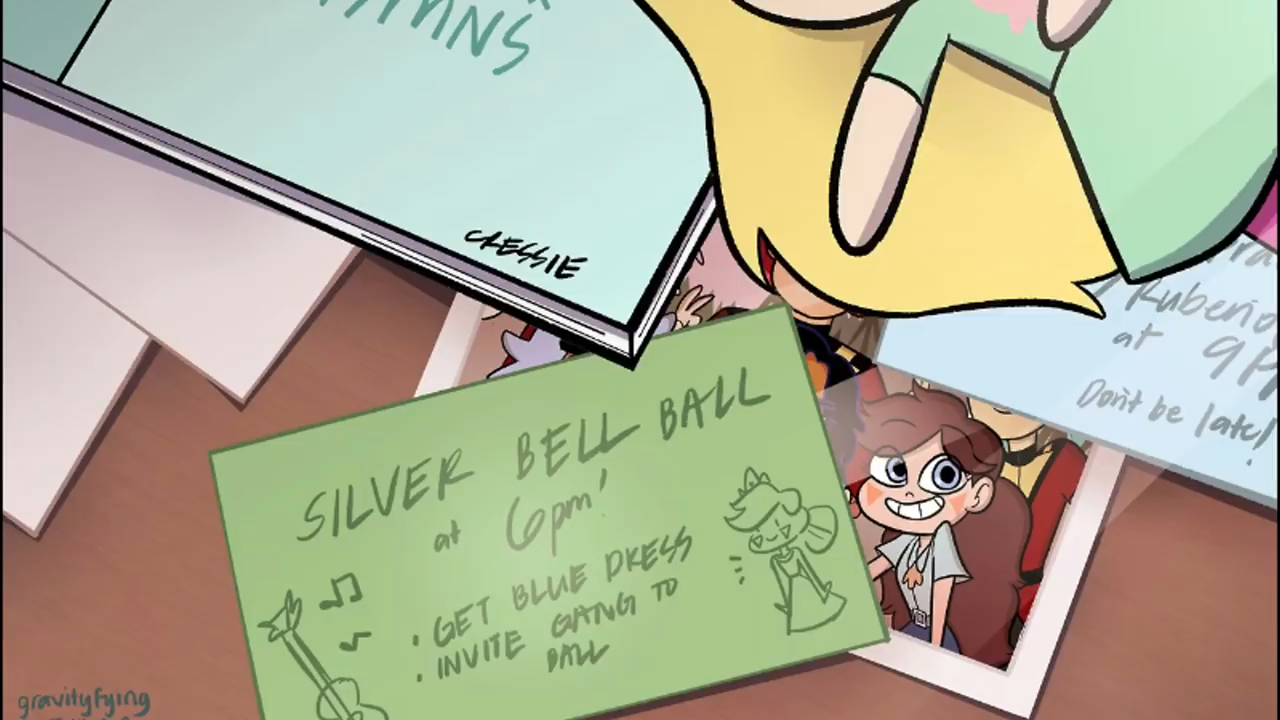 CRESSIE
Ruberio
at 9p
Don't be late!
SILVER BELL BALL
at 6pm!
• GET BLUE DRESS
• INVITE GANG TO
BALL
gravityfying